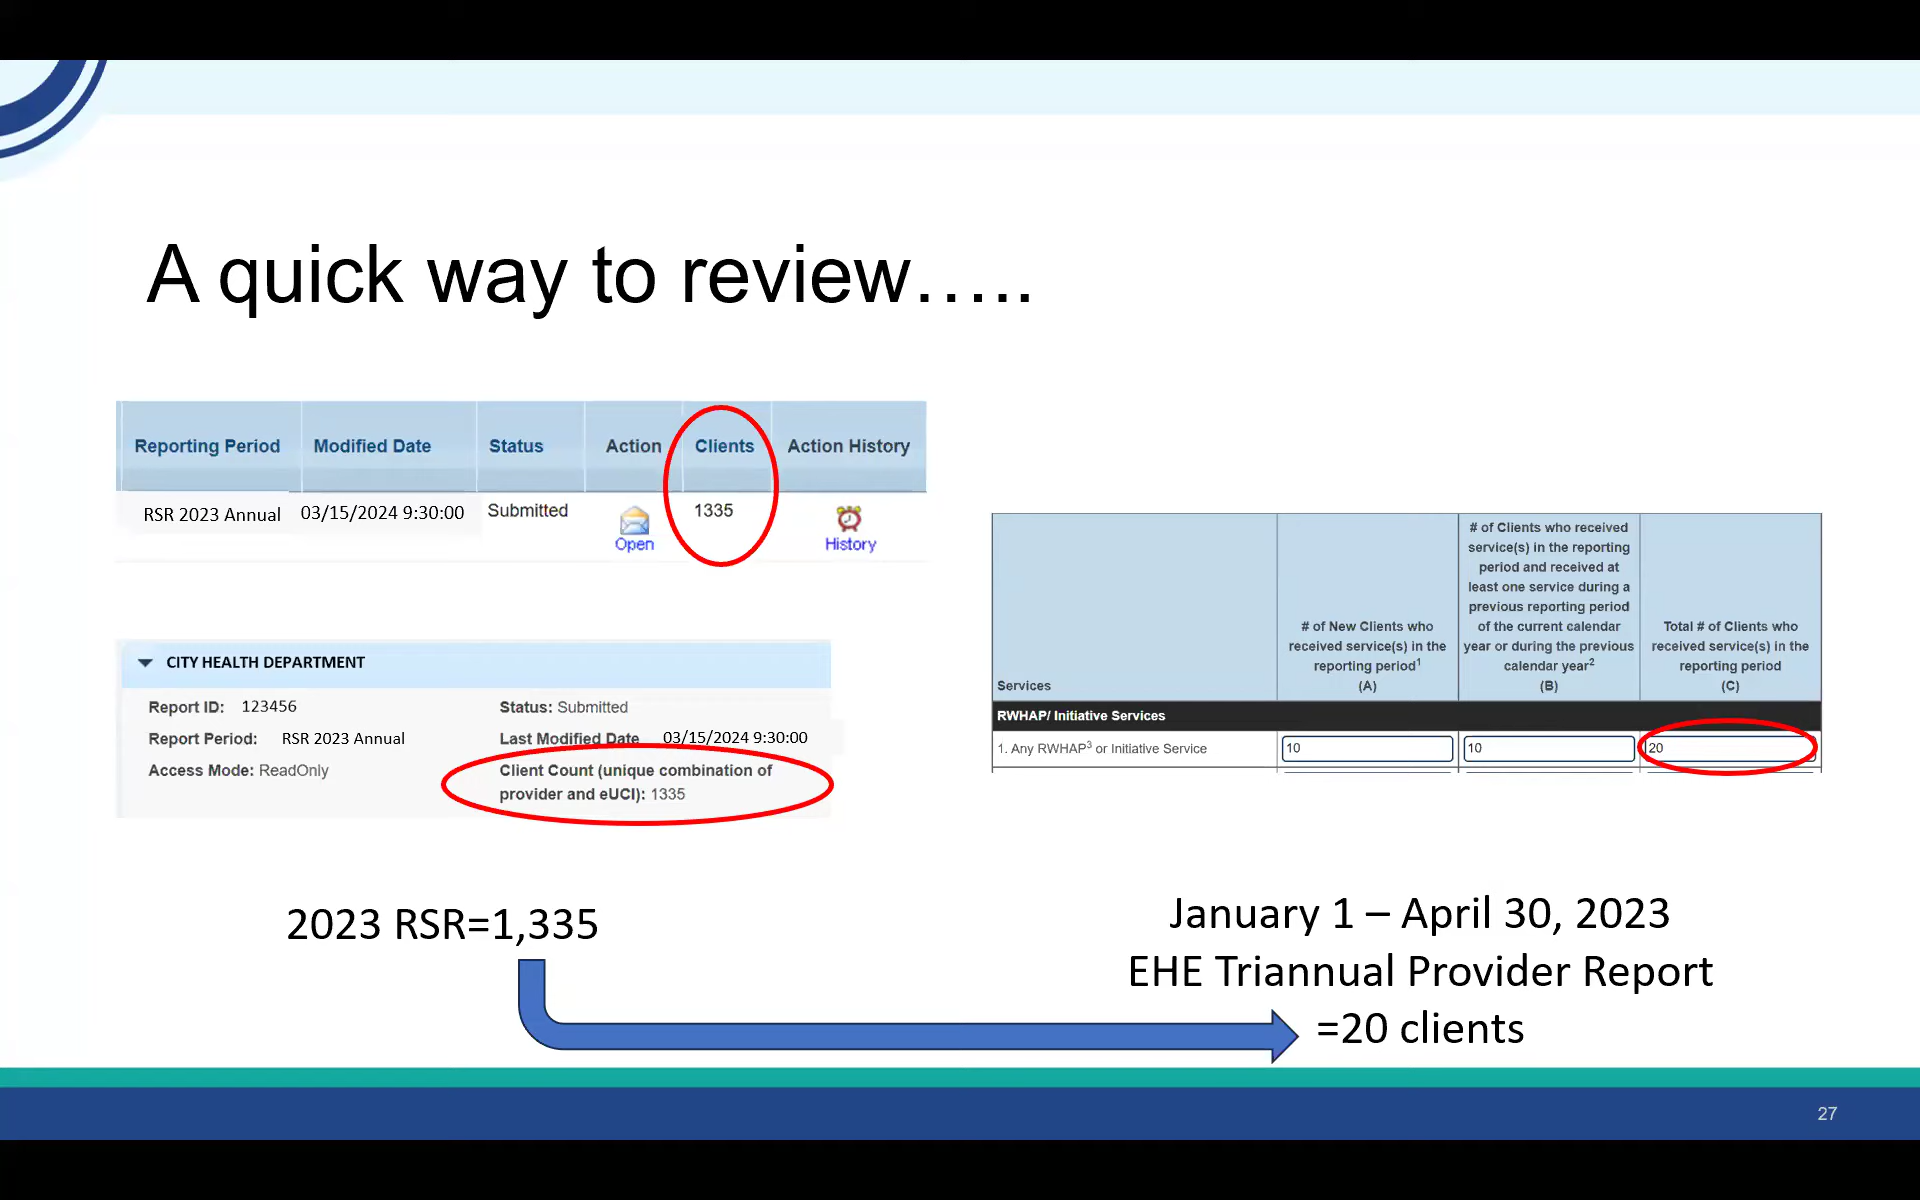 A quick way to review…..
Reporting Period Modified Date Status Action Clients Action History
RSR 2023 Annual 03/15/2024 9:30:00 Submitted Open 1335 History
CITY HEALTH DEPARTMENT
Report ID: 123456 Status: Submitted
Report Period: RSR 2023 Annual Last Modified Date 03/15/2024 9:30:00
Access Mode: ReadOnly Client Count (unique combination of
provider and eUCI): 1335
Services
# of New Clients who
received service(s) in the
reporting period1
(A)
# of Clients who received
service(s) in the reporting
period and received at
least one service during a
previous reporting period
of the current calendar
year or during the previous
calendar year2
(B)
Total # of Clients who
received service(s) in the
reporting period
(C)
RWHAP/ Initiative Services
1. Any RWHAP3 or Initiative Service 10 10 20
2023 RSR=1,335
January 1 – April 30, 2023
EHE Triannual Provider Report
=20 clients
27